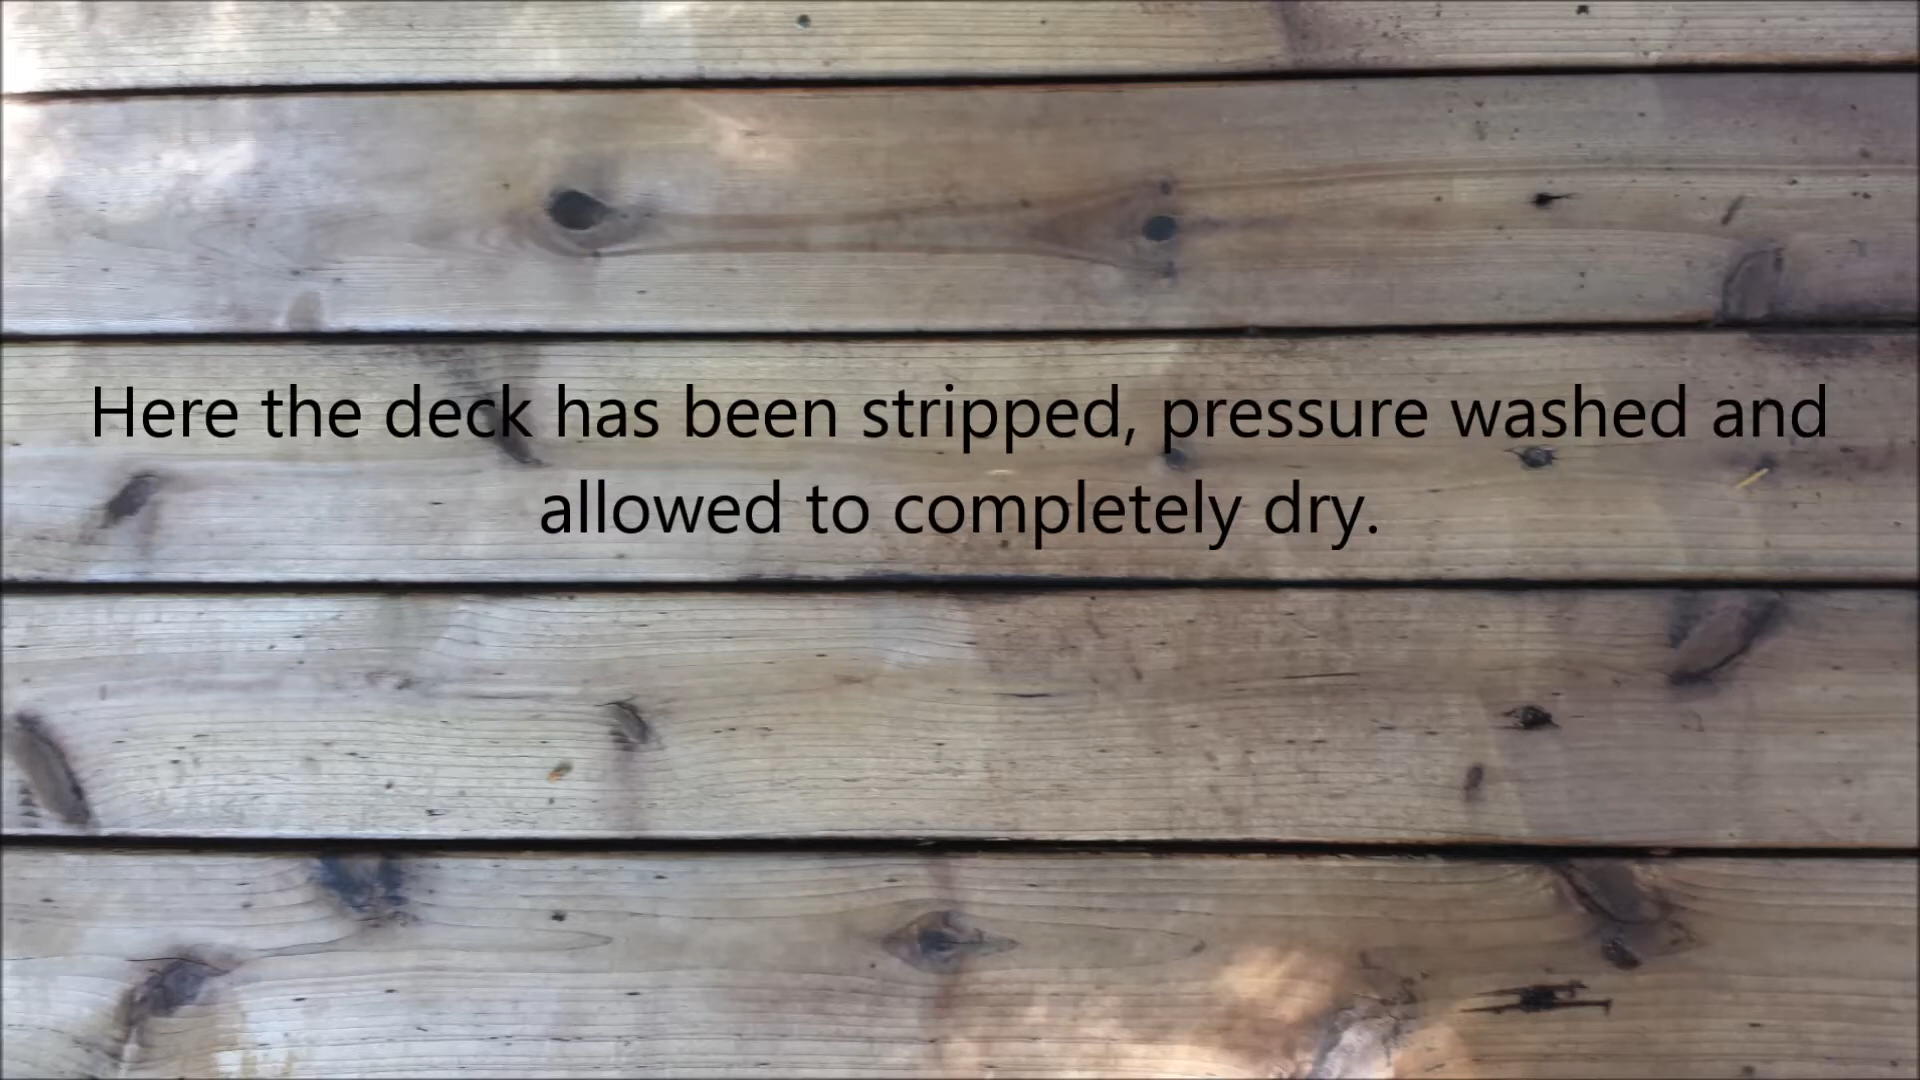 Here the deck has been stripped, pressure washed and
allowed to completely dry.